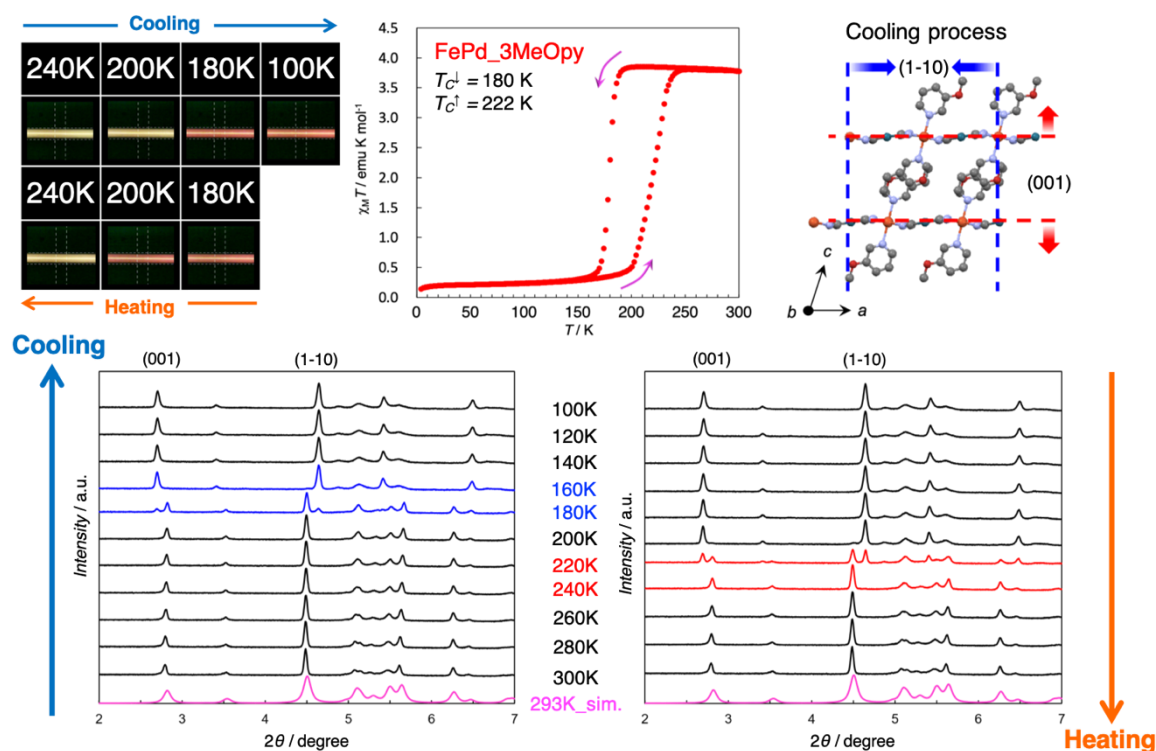 Cooling
240K 200K 180K 100K
240K 200K 180K
Heating
4.5
4.0
3.5
3.0
2.5
2.0
1.5
1.0
0.5
0.0
χMT / emu K mol⁻¹
FePd_3MeOpy
TC↓ = 180 K
TC↑ = 222 K
0 50 100 150 200 250 300
T / K
Cooling process
(1-10)
(001)
c
b
a
Cooling
(001) (1-10)
Intensity / a.u.
2 3 4 5 6 7
2θ / degree
100K
120K
140K
160K
180K
200K
220K
240K
260K
280K
300K
293K_sim.
(001) (1-10)
Intensity / a.u.
2 3 4 5 6 7
2θ / degree
Heating